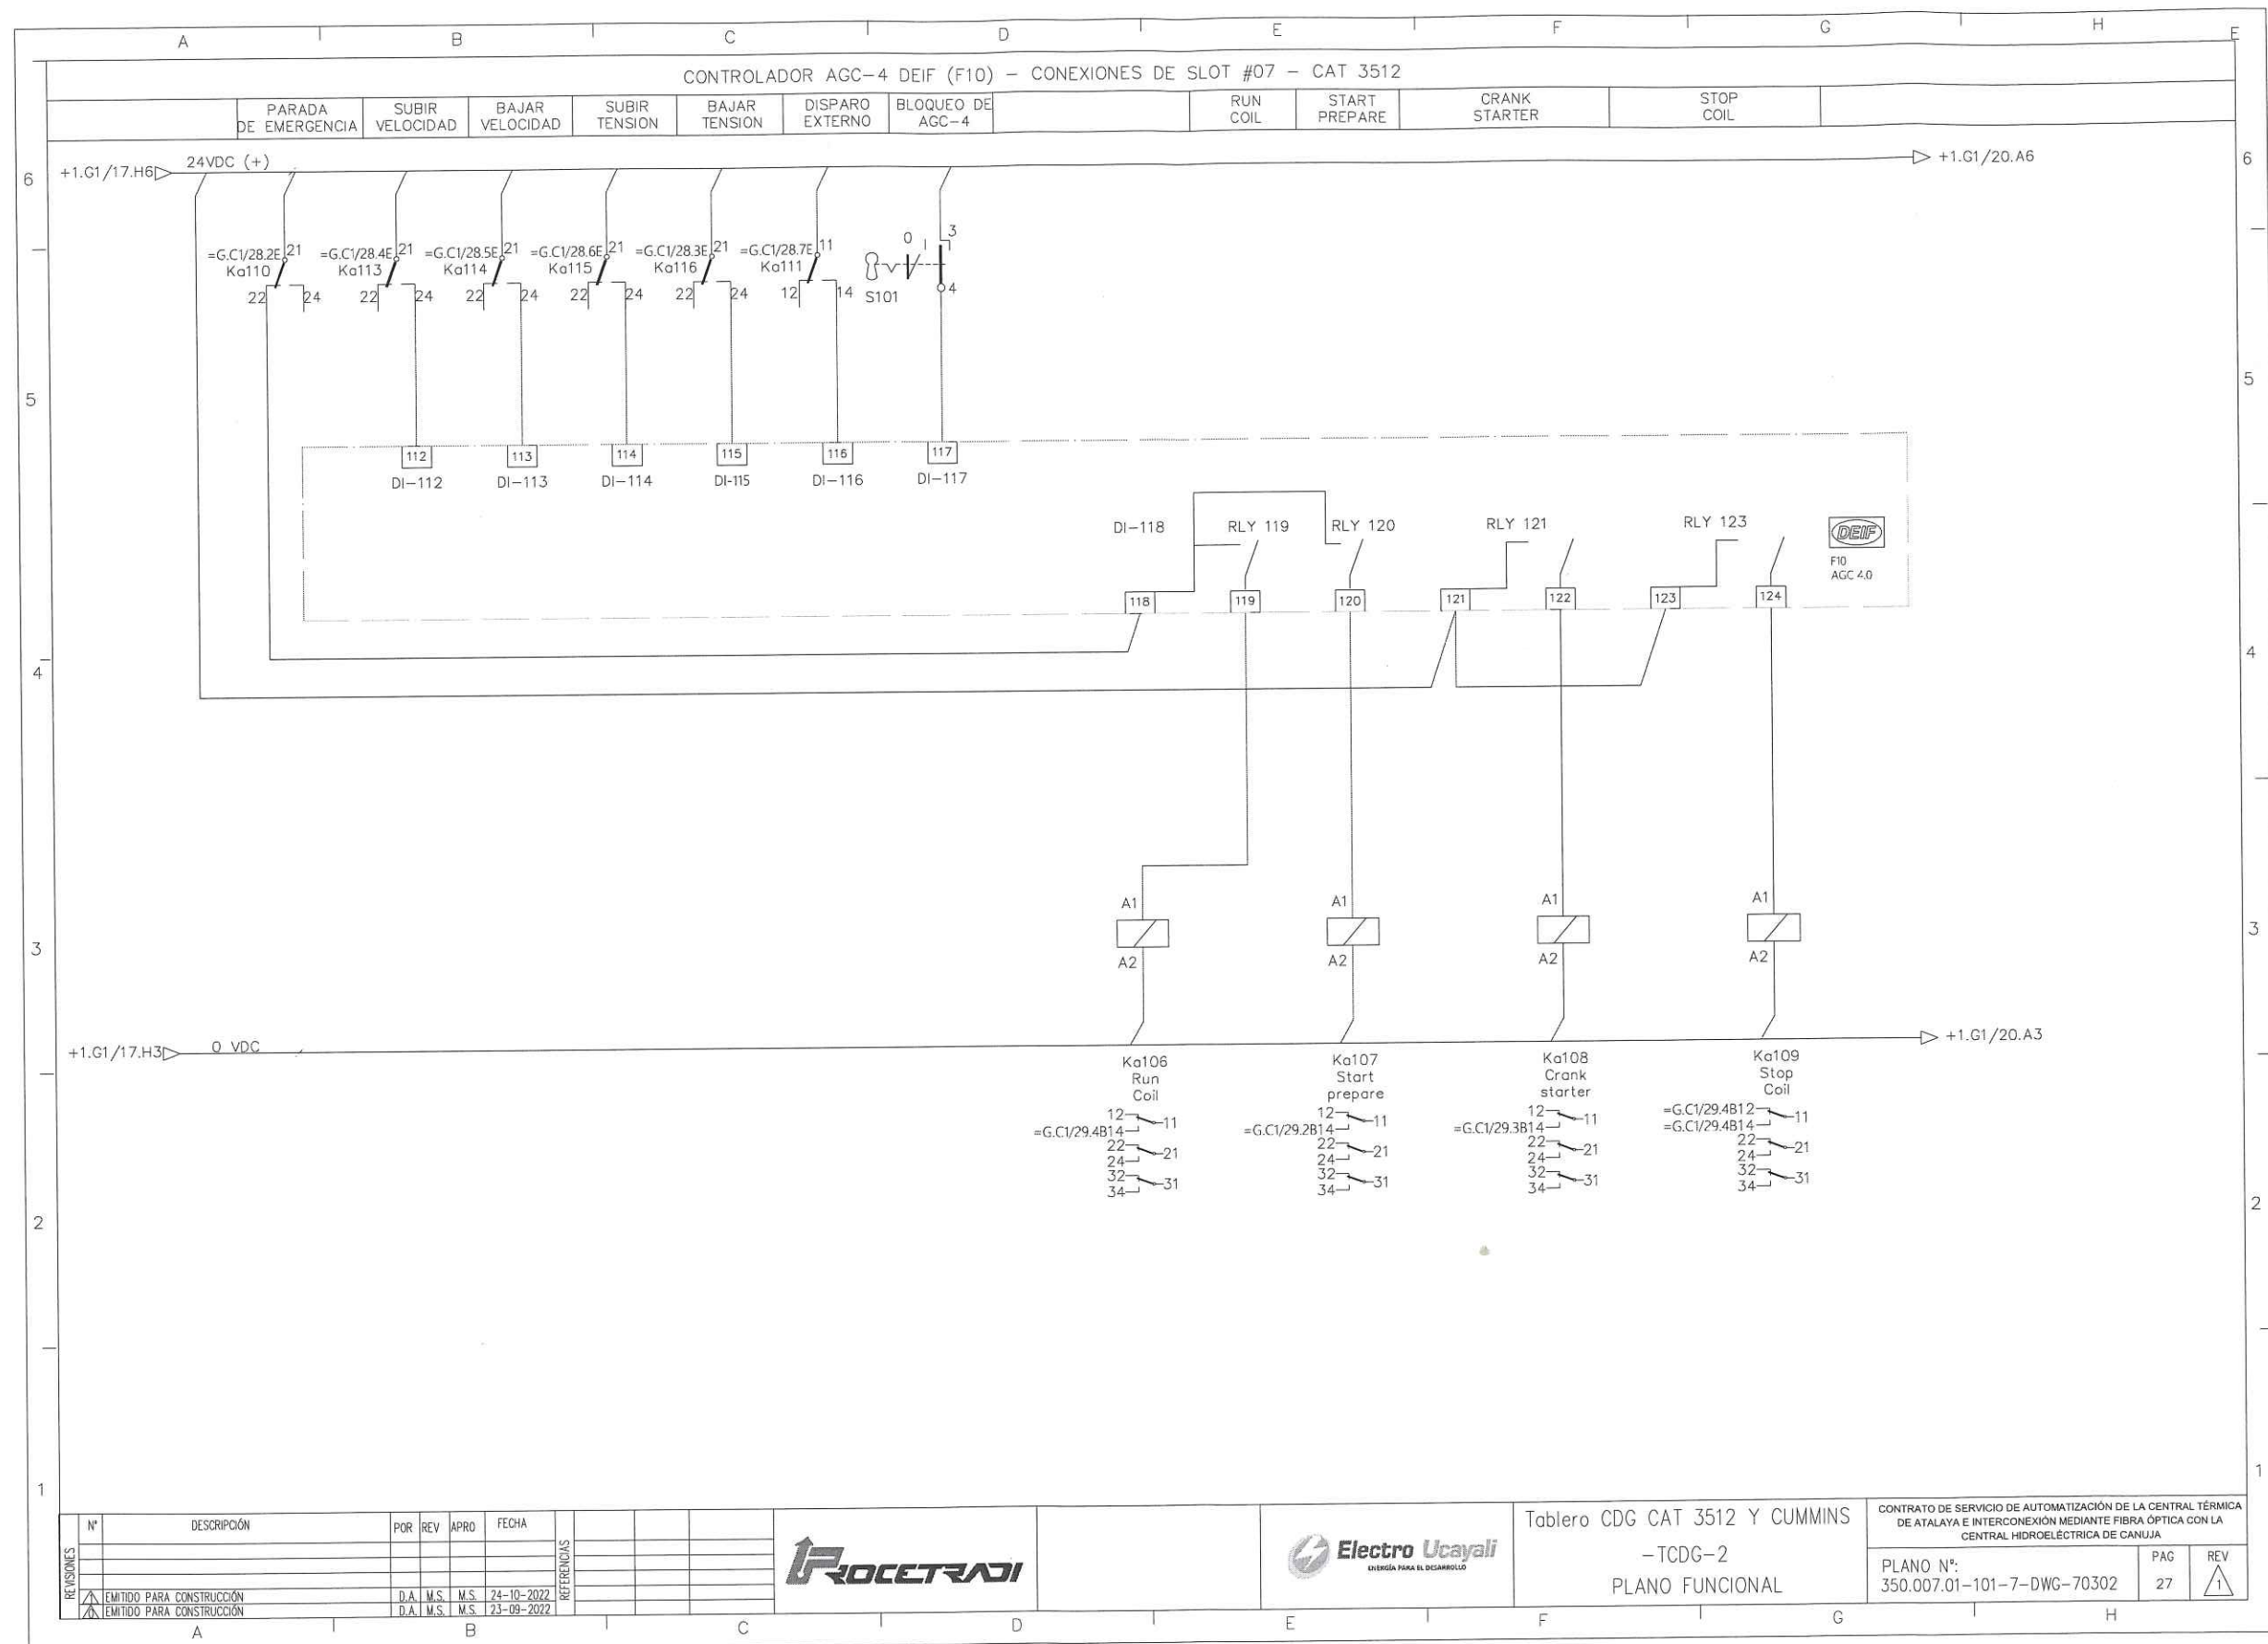 A B C D E F G H E
CONTROLADOR AGC-4 DEIF (F10) - CONEXIONES DE SLOT #07 - CAT 3512
PARADA DE EMERGENCIA
SUBIR VELOCIDAD
BAJAR VELOCIDAD
SUBIR TENSION
BAJAR TENSION
DISPARO EXTERNO
BLOQUEO DE AGC-4
RUN COIL
START PREPARE
CRANK STARTER
STOP COIL
6 +1.G1/17.H6 24VDC (+) +1.G1/20.A6 6
=G.C1/28.2E 21
Ka110
22 24
=G.C1/28.4E 21
Ka113
22 24
=G.C1/28.5E 21
Ka114
22 24
=G.C1/28.6E 21
Ka115
22 24
=G.C1/28.3E 21
Ka116
22 24
=G.C1/28.7E 11
Ka111
12 14
0 1 3
S101 4
5 5
112 113 114 115 116 117
DI-112 DI-113 DI-114 DI-115 DI-116 DI-117
DI-118 RLY 119 RLY 120 RLY 121 RLY 123
DEIF
F10
AGC 4.0
118 119 120 121 122 123 124
4 4
A1 A1 A1 A1
3 3
A2 A2 A2 A2
+1.G1/17.H3 0 VDC +1.G1/20.A3
Ka106
Run
Coil
12 11
=G.C1/29.4B14
22 21
24
32 31
34
Ka107
Start
prepare
12 11
=G.C1/29.2B14
22 21
24
32 31
34
Ka108
Crank
starter
12 11
=G.C1/29.3B14
22 21
24
32 31
34
Ka109
Stop
Coil
=G.C1/29.4B12 11
=G.C1/29.4B14
22 21
24
32 31
34
2 2
1 1
REVISIONES
N° DESCRIPCIÓN POR REV APRO FECHA
1 EMITIDO PARA CONSTRUCCIÓN D.A. M.S. M.S. 24-10-2022
0 EMITIDO PARA CONSTRUCCIÓN D.A. M.S. M.S. 23-09-2022
REFERENCIAS
PROCETRADI
Electro Ucayali
ENERGÍA PARA EL DESARROLLO
Tablero CDG CAT 3512 Y CUMMINS
-TCDG-2
PLANO FUNCIONAL
CONTRATO DE SERVICIO DE AUTOMATIZACIÓN DE LA CENTRAL TÉRMICA
DE ATALAYA E INTERCONEXIÓN MEDIANTE FIBRA ÓPTICA CON LA
CENTRAL HIDROELÉCTRICA DE CANUJA
PLANO N°:
350.007.01-101-7-DWG-70302
PAG
27
REV
1
A B C D E F G H